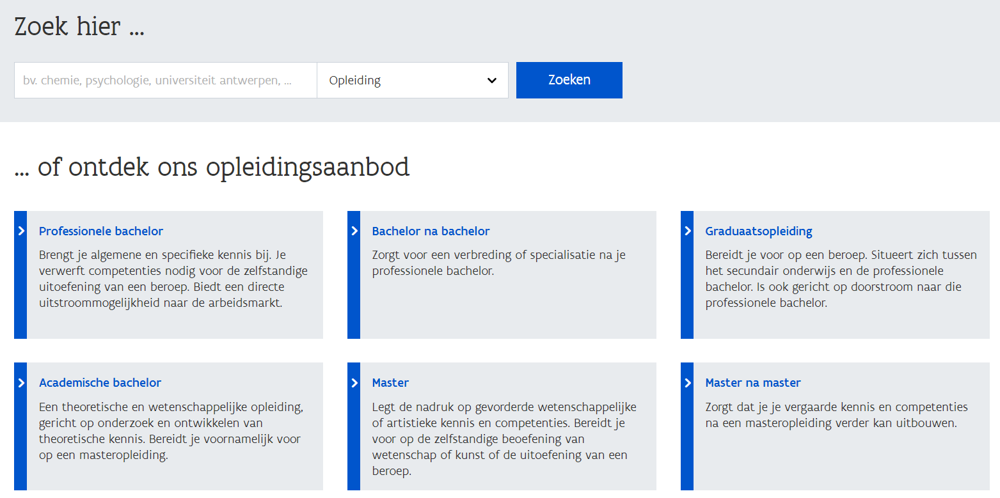 Zoek hier ...
bv. chemie, psychologie, universiteit antwerpen, ...
Opleiding
Zoeken
... of ontdek ons opleidingsaanbod
Professionele bachelor
Brengt je algemene en specifieke kennis bij. Je
verwerft competenties nodig voor de zelfstandige
uitoefening van een beroep. Biedt een directe
uitstroommogelijkheid naar de arbeidsmarkt.
Bachelor na bachelor
Zorgt voor een verbreding of specialisatie na je
professionele bachelor.
Graduaatsopleiding
Bereidt je voor op een beroep. Situeert zich tussen
het secundair onderwijs en de professionele
bachelor. Is ook gericht op doorstroom naar die
professionele bachelor.
Academische bachelor
Een theoretische en wetenschappelijke opleiding,
gericht op onderzoek en ontwikkelen van
theoretische kennis. Bereidt je voornamelijk voor
op een masteropleiding.
Master
Legt de nadruk op gevorderde wetenschappelijke
of artistieke kennis en competenties. Bereidt je
voor op de zelfstandige beoefening van
wetenschap of kunst of de uitoefening van een
beroep.
Master na master
Zorgt dat je je vergaarde kennis en competenties
na een masteropleiding verder kan uitbouwen.